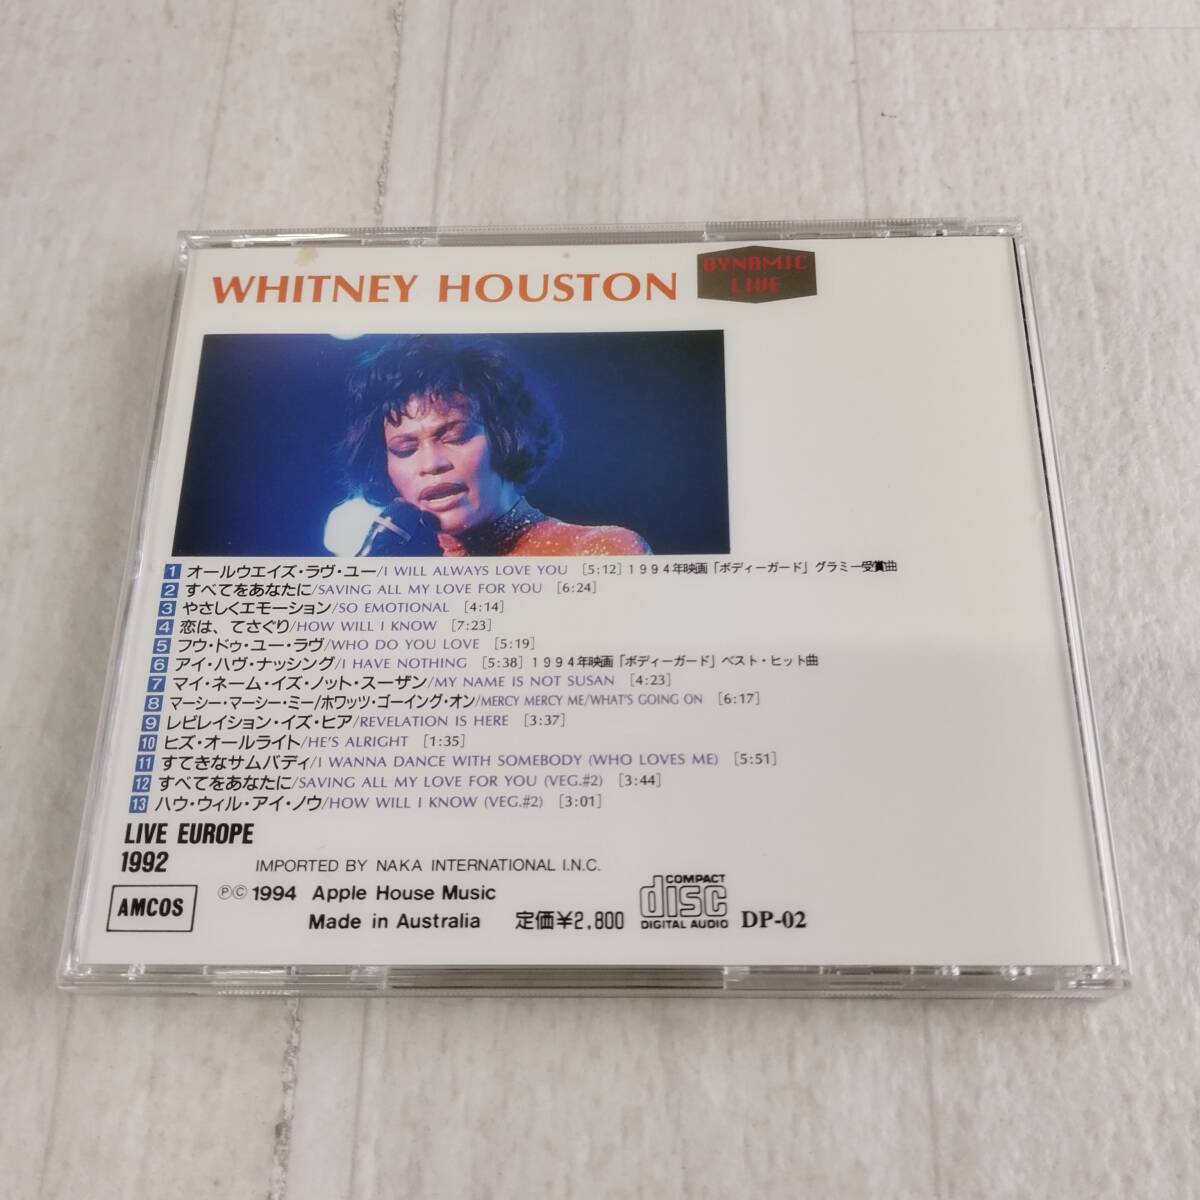 WHITNEY HOUSTON
DYNAMIC
LIVE
1 オールウエイズ・ラヴ・ユー/I WILL ALWAYS LOVE YOU [5:12] 1994年映画「ボディーガード」グラミー受賞曲
2 すべてをあなたに/SAVING ALL MY LOVE FOR YOU [6:24]
3 やさしくエモーション/SO EMOTIONAL [4:14]
4 恋は、てさぐり/HOW WILL I KNOW [7:23]
5 フウ・ドゥ・ユー・ラヴ/WHO DO YOU LOVE [5:19]
6 アイ・ハヴ・ナッシング/I HAVE NOTHING [5:38] 1994年映画「ボディーガード」ベスト・ヒット曲
7 マイ・ネーム・イズ・ノット・スーザン/MY NAME IS NOT SUSAN [4:23]
8 マーシー・マーシー・ミー/ホワッツ・ゴーイング・オン/MERCY MERCY ME/WHAT'S GOING ON [6:17]
9 レビレイション・イズ・ヒア/REVELATION IS HERE [3:37]
10 ヒズ・オールライト/HE'S ALRIGHT [1:35]
11 すてきなサムバディ/I WANNA DANCE WITH SOMEBODY (WHO LOVES ME) [5:51]
12 すべてをあなたに/SAVING ALL MY LOVE FOR YOU (VEG.#2) [3:44]
13 ハウ・ウィル・アイ・ノウ/HOW WILL I KNOW (VEG.#2) [3:01]
LIVE EUROPE
1992
IMPORTED BY NAKA INTERNATIONAL I.N.C.
AMCOS
Ⓟ© 1994 Apple House Music
Made in Australia 定価¥2,800
COMPACT
disc
DIGITAL AUDIO
DP-02